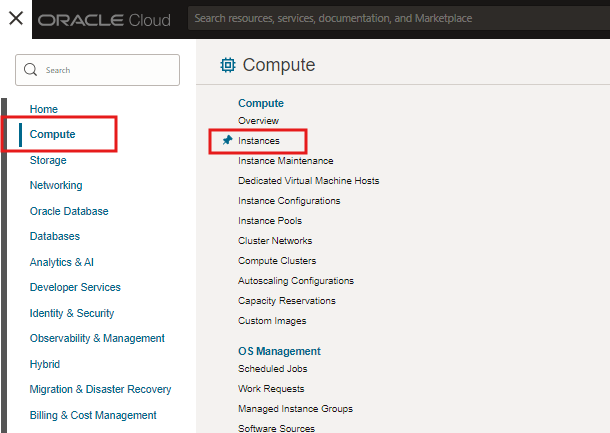 ORACLE Cloud
Search resources, services, documentation, and Marketplace
Search
Home
Compute
Storage
Networking
Oracle Database
Databases
Analytics & AI
Developer Services
Identity & Security
Observability & Management
Hybrid
Migration & Disaster Recovery
Billing & Cost Management
Compute
Compute
Overview
Instances
Instance Maintenance
Dedicated Virtual Machine Hosts
Instance Configurations
Instance Pools
Cluster Networks
Compute Clusters
Autoscaling Configurations
Capacity Reservations
Custom Images
OS Management
Scheduled Jobs
Work Requests
Managed Instance Groups
Software Sources